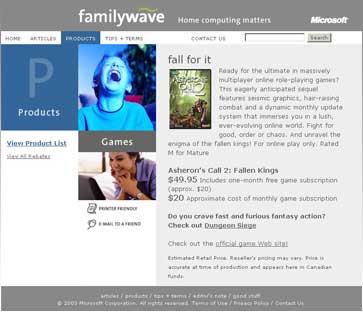 familywave Home computing matters Microsoft
HOME ARTICLES PRODUCTS TIPS + TERMS CONTACT US Search
P
Products
View Product List
View All Rebates
Games
PRINTER FRIENDLY
E-MAIL TO A FRIEND
fall for it
Ready for the ultimate in massively
multiplayer online role-playing games?
This eagerly anticipated sequel
features seismic graphics, hair-raising
combat and a dynamic monthly update
system that immerses you in a lush,
ever-evolving online world. Fight for
good, order or chaos. And unravel the
enigma of the fallen kings! For online play only. Rated
M for Mature
Asheron's Call 2: Fallen Kings
$49.95 Includes one-month free game subscription
(approx. $20)
$20 Approximate cost of monthly game subscription
Do you crave fast and furious fantasy action?
Check out Dungeon Siege
Check out the official game Web site!
Estimated Retail Price. Reseller's pricing may vary. Price
is accurate at time of production and appears here in Canadian
funds.
articles / products / tips + terms / editor's note / good stuff
© 2003 Microsoft Corporation. All rights reserved. Terms of Use / Privacy Policy / Contact Us